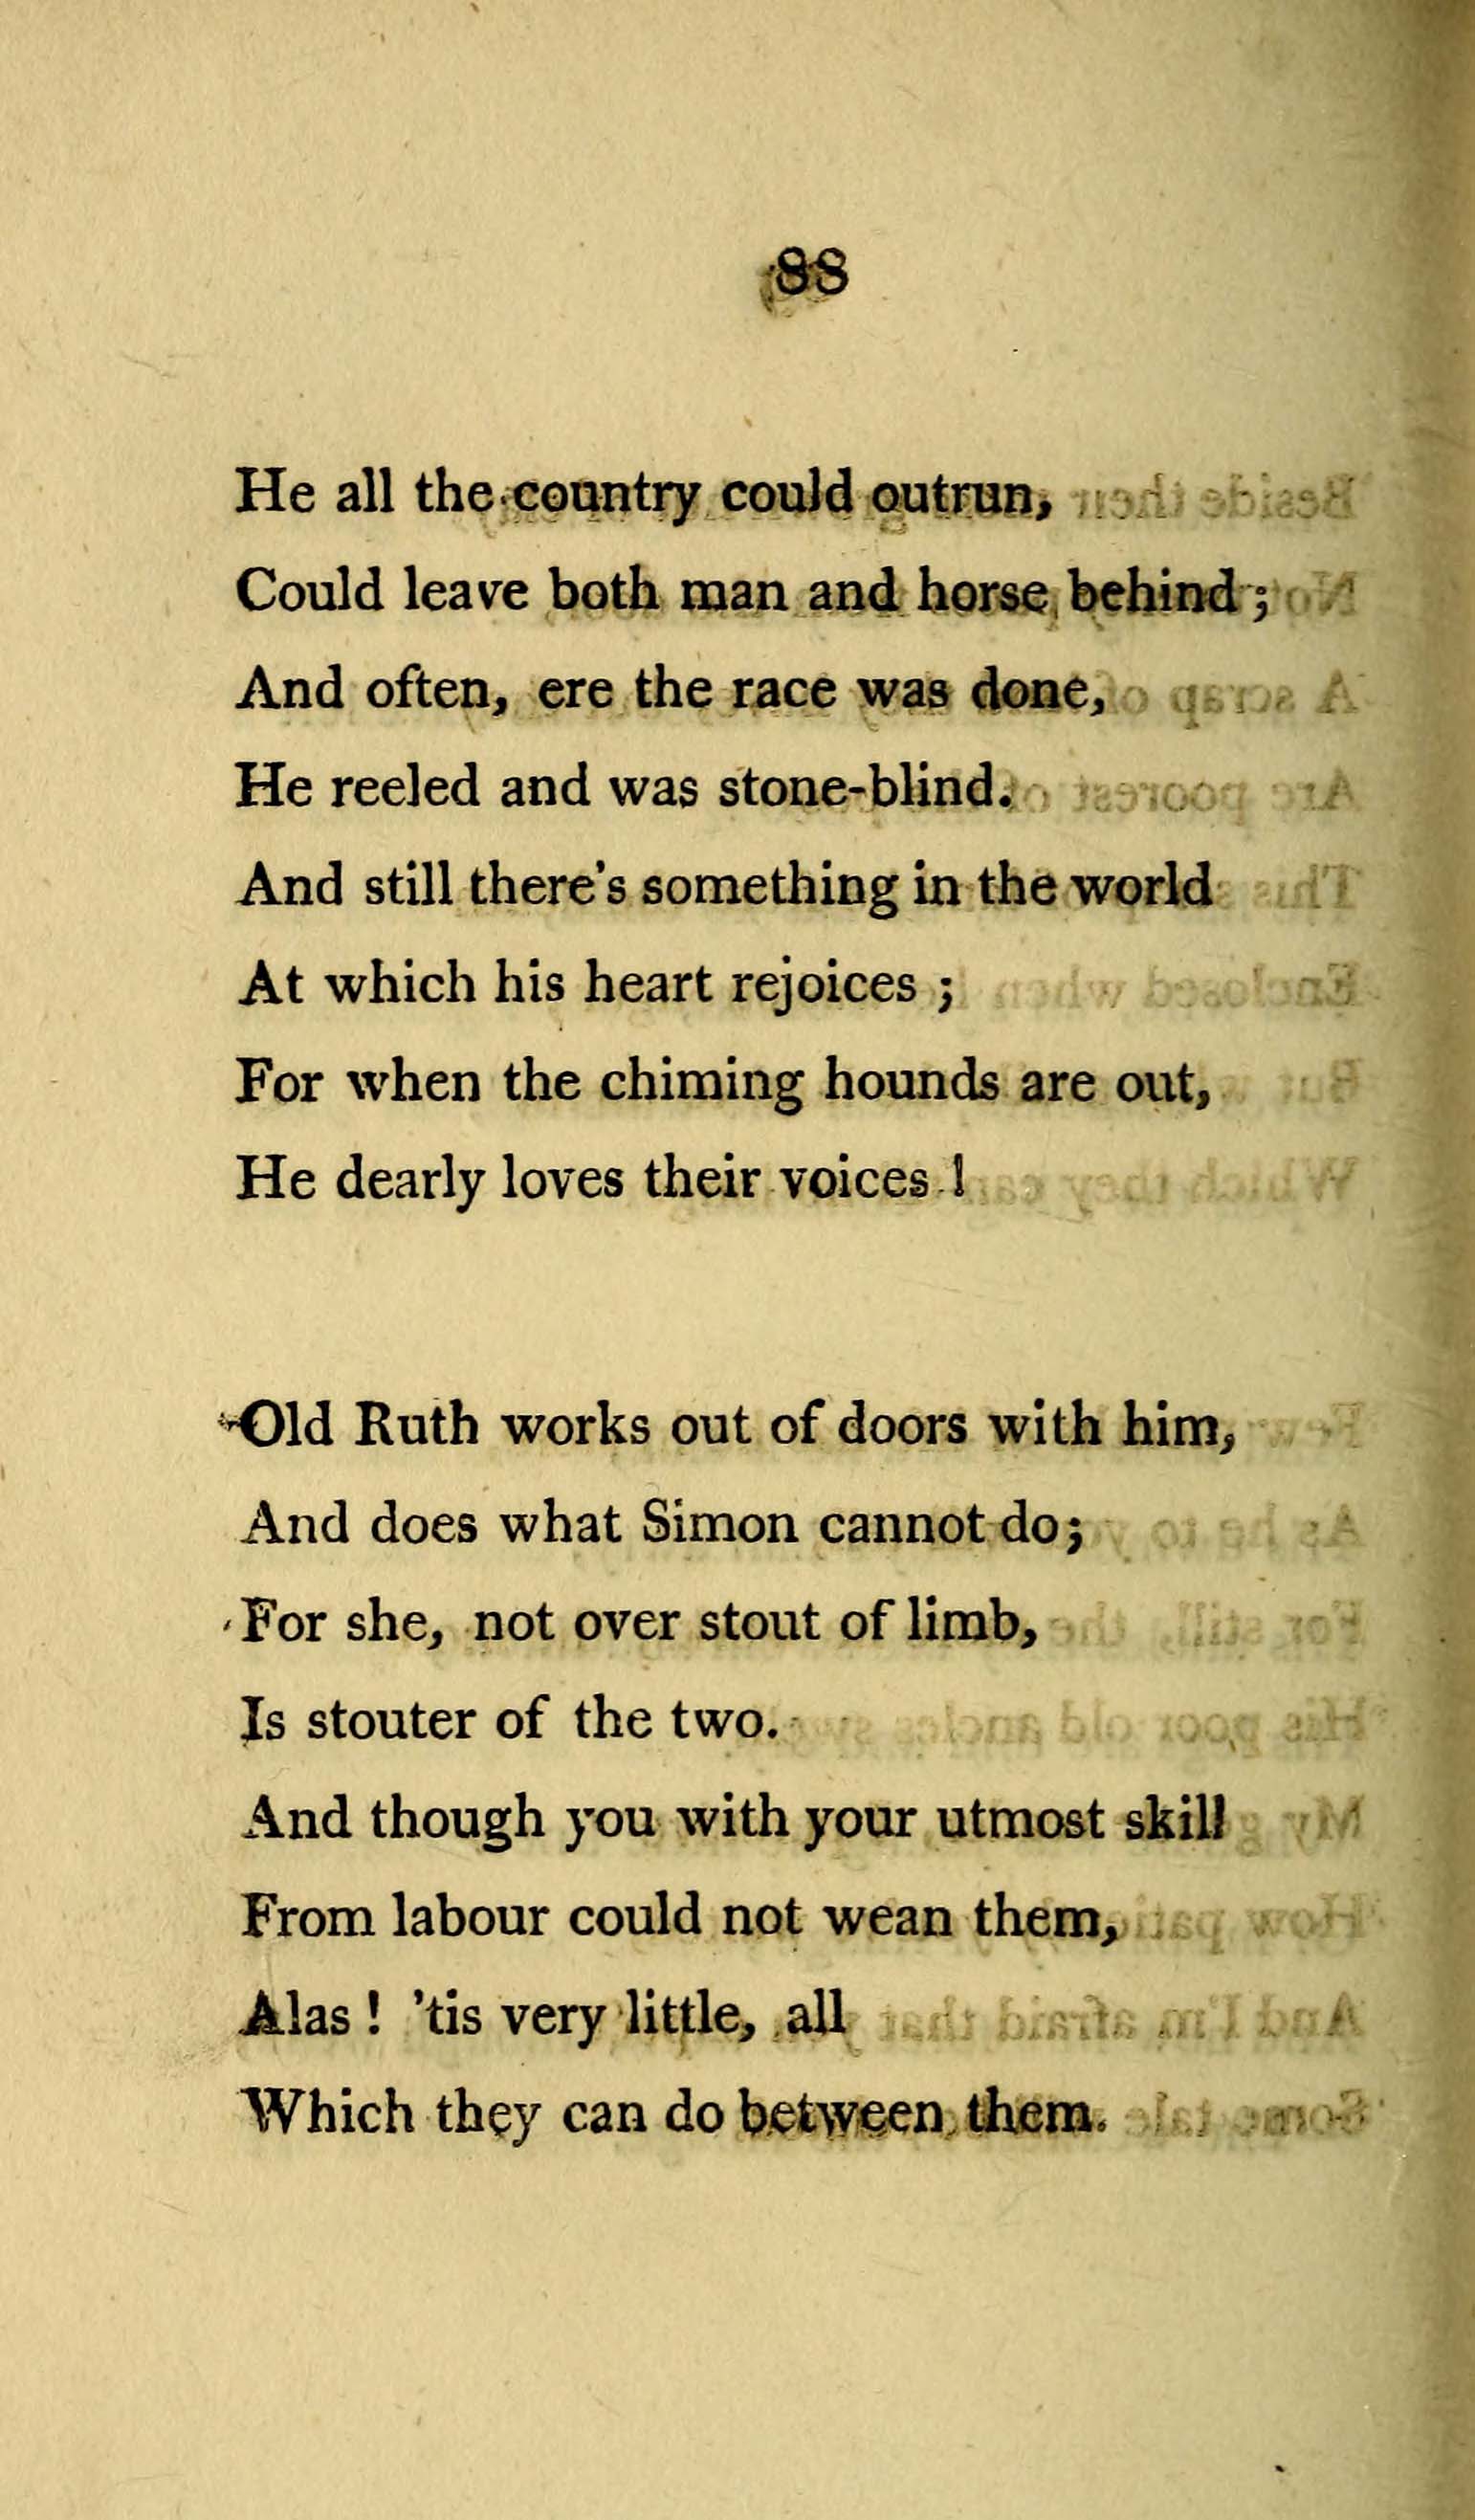 88
He all the country could outrun,
Could leave both man and horse behind;
And often, ere the race was done,
He reeled and was stone-blind.
And still there's something in the world
At which his heart rejoices;
For when the chiming hounds are out,
He dearly loves their voices!
Old Ruth works out of doors with him,
And does what Simon cannot do;
For she, not over stout of limb,
Is stouter of the two.
And though you with your utmost skill
From labour could not wean them,
Alas! 'tis very little, all
Which they can do between them.